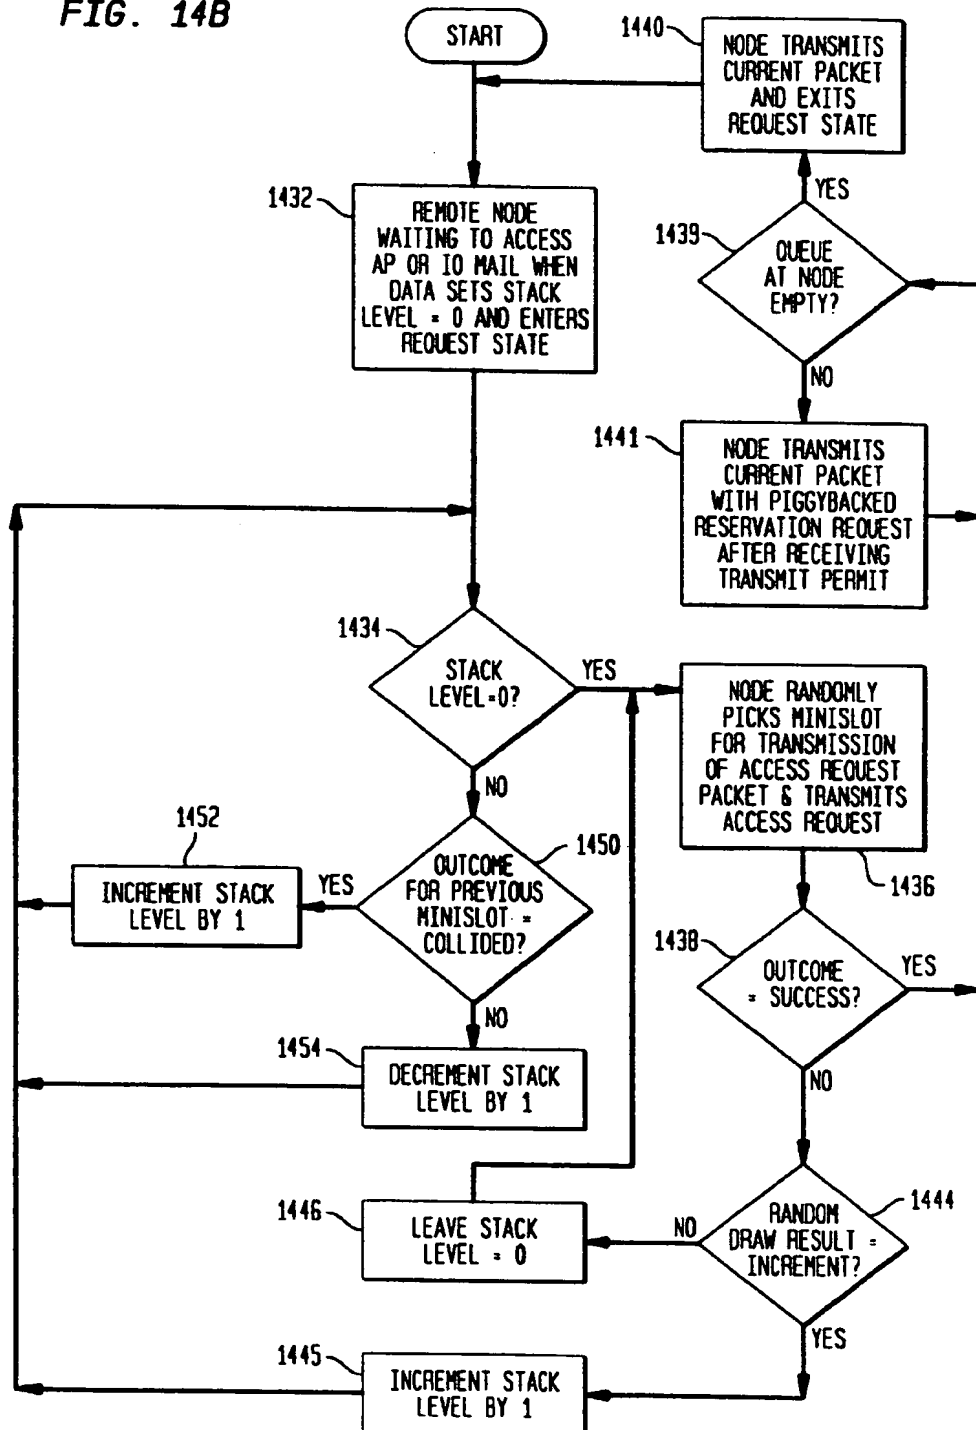 FIG. 14B
START
1440
NODE TRANSMITS
CURRENT PACKET
AND EXITS
REQUEST STATE
YES
1432
REMOTE NODE
WAITING TO ACCESS
AP OR IO MAIL WHEN
DATA SETS STACK
LEVEL = 0 AND ENTERS
REQUEST STATE
1439
QUEUE
AT NODE
EMPTY?
NO
1441
NODE TRANSMITS
CURRENT PACKET
WITH PIGGYBACKED
RESERVATION REQUEST
AFTER RECEIVING
TRANSMIT PERMIT
1434
STACK
LEVEL=0?
YES
NO
NODE RANDOMLY
PICKS MINISLOT
FOR TRANSMISSION
OF ACCESS REQUEST
PACKET & TRANSMITS
ACCESS REQUEST
1436
1452
INCREMENT STACK
LEVEL BY 1
YES
1450
OUTCOME
FOR PREVIOUS
MINISLOT =
COLLIDED?
NO
1438
OUTCOME
= SUCCESS?
YES
NO
1454
DECREMENT STACK
LEVEL BY 1
1446
LEAVE STACK
LEVEL = 0
NO
1444
RANDOM
DRAW RESULT =
INCREMENT?
YES
1445
INCREMENT STACK
LEVEL BY 1